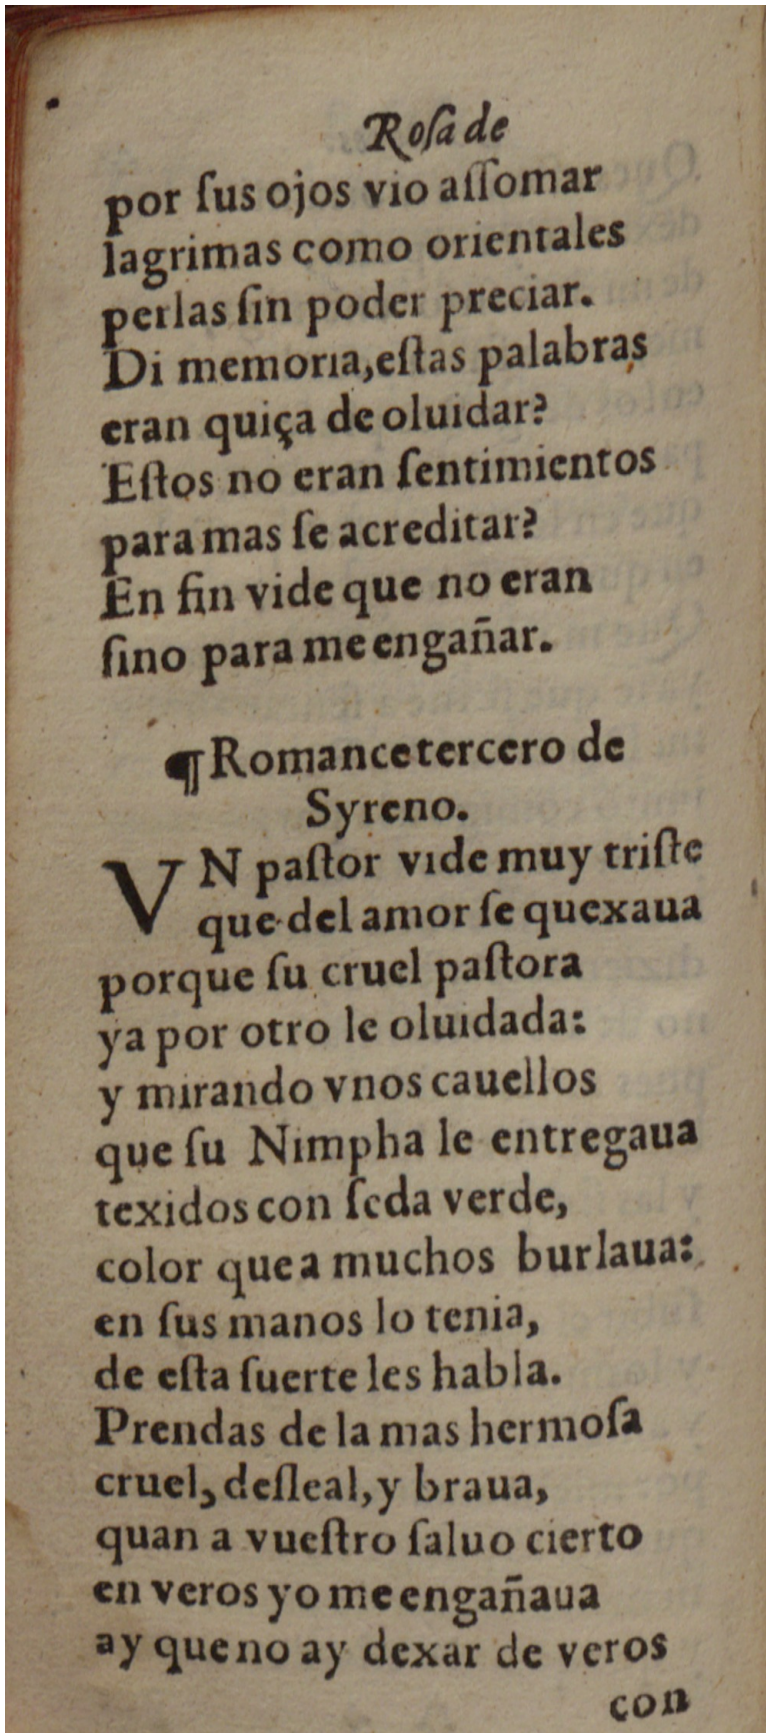 Rosa de
por ſus ojos vio aſſomar
lagrimas como orientales
perlas ſin poder preciar.
Di memoria, eſtas palabras
eran quiça de oluidar?
Eſtos no eran ſentimientos
para mas ſe acreditar?
En fin vide que no eran
ſino para me engañar.
¶ Romance tercero de
Syreno.
VN paſtor vide muy triſte
que del amor ſe quexaua
porque ſu cruel paſtora
ya por otro le oluidada:
y mirando vnos cauellos
que ſu Nimpha le entregaua
texidos con ſeda verde,
color que a muchos burlaua:
en ſus manos lo tenia,
de eſta ſuerte les habla.
Prendas de la mas hermoſa
cruel, deſleal, y braua,
quan a vueſtro ſaluo cierto
en veros yo me engañaua
ay que no ay dexar de veros
con